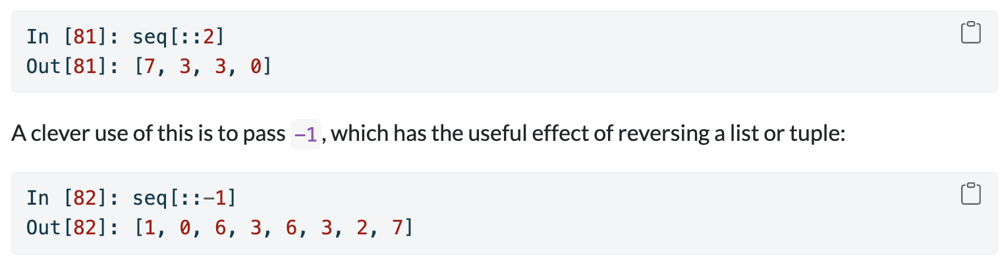 In [81]: seq[::2]
Out[81]: [7, 3, 3, 0]
A clever use of this is to pass -1, which has the useful effect of reversing a list or tuple:
In [82]: seq[::-1]
Out[82]: [1, 0, 6, 3, 6, 3, 2, 7]